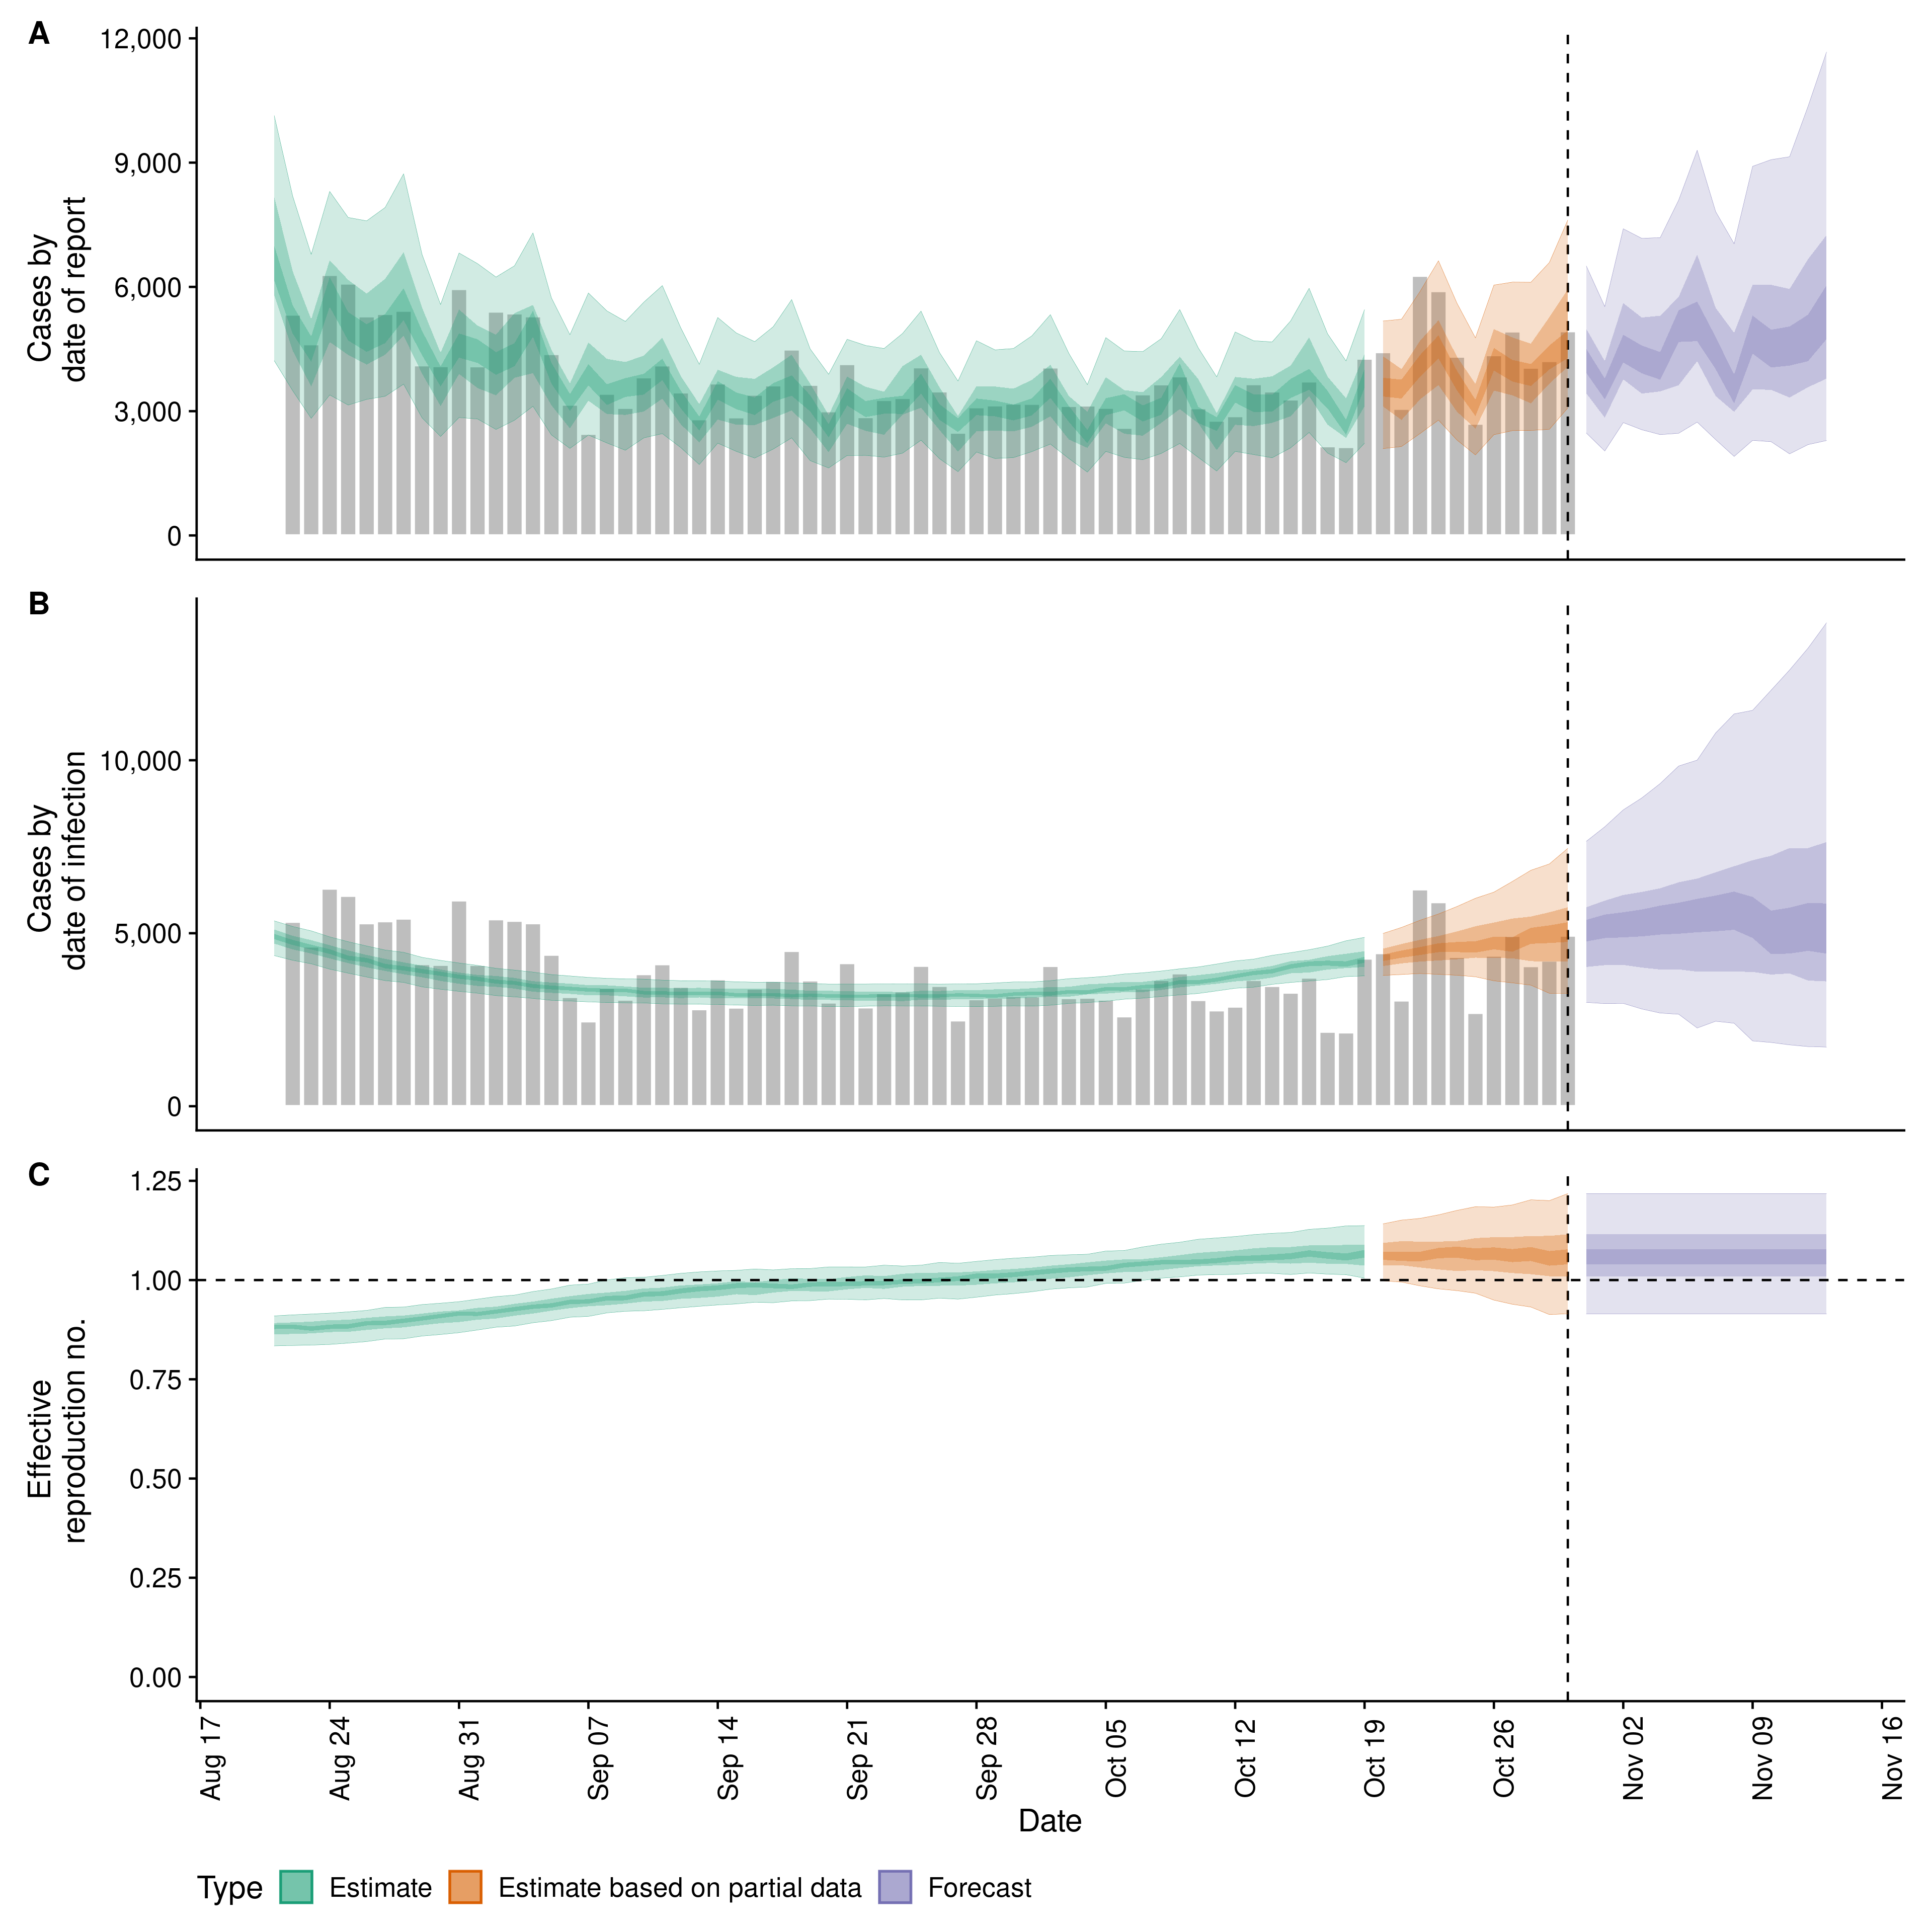 A
12,000
9,000
6,000
3,000
0
Cases by
date of report
B
10,000
5,000
0
Cases by
date of infection
C
1.25
1.00
0.75
0.50
0.25
0.00
Effective
reproduction no.
Aug 17
Aug 24
Aug 31
Sep 07
Sep 14
Sep 21
Sep 28
Oct 05
Oct 12
Oct 19
Oct 26
Nov 02
Nov 09
Nov 16
Date
Type Estimate Estimate based on partial data Forecast